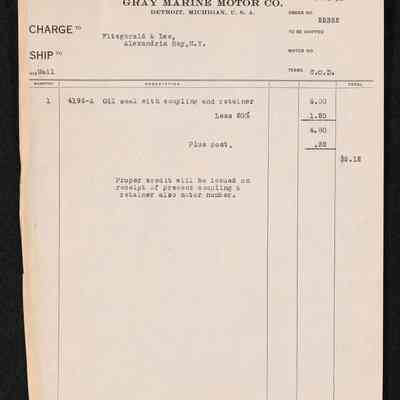 GRAY MARINE MOTOR CO.
DETROIT, MICHIGAN, U. S. A.
ORDER NO.
CHARGE TO
Fitzgerald & Lee,
Alexandria Bay, N.Y.
TO BE SHIPPED
SHIP TO
MOTOR NO.
Mail
TERMS C.O.D.
QUANTITY DESCRIPTION TOTAL
1 4196-A Oil seal with coupling and retainer 6.00
Less 20% 1.20
4.80
Plus post. .32
$5.12
Proper credit will be issued on
receipt of present coupling &
retainer also motor number.